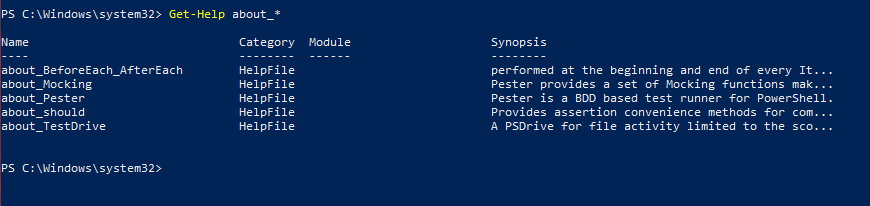 PS C:\Windows\system32> Get-Help about_*
Name Category Module Synopsis
---- -------- ------ --------
about_BeforeEach_AfterEach HelpFile performed at the beginning and end of every It...
about_Mocking HelpFile Pester provides a set of Mocking functions mak...
about_Pester HelpFile Pester is a BDD based test runner for PowerShell.
about_should HelpFile Provides assertion convenience methods for com...
about_TestDrive HelpFile A PSDrive for file activity limited to the sco...
PS C:\Windows\system32>